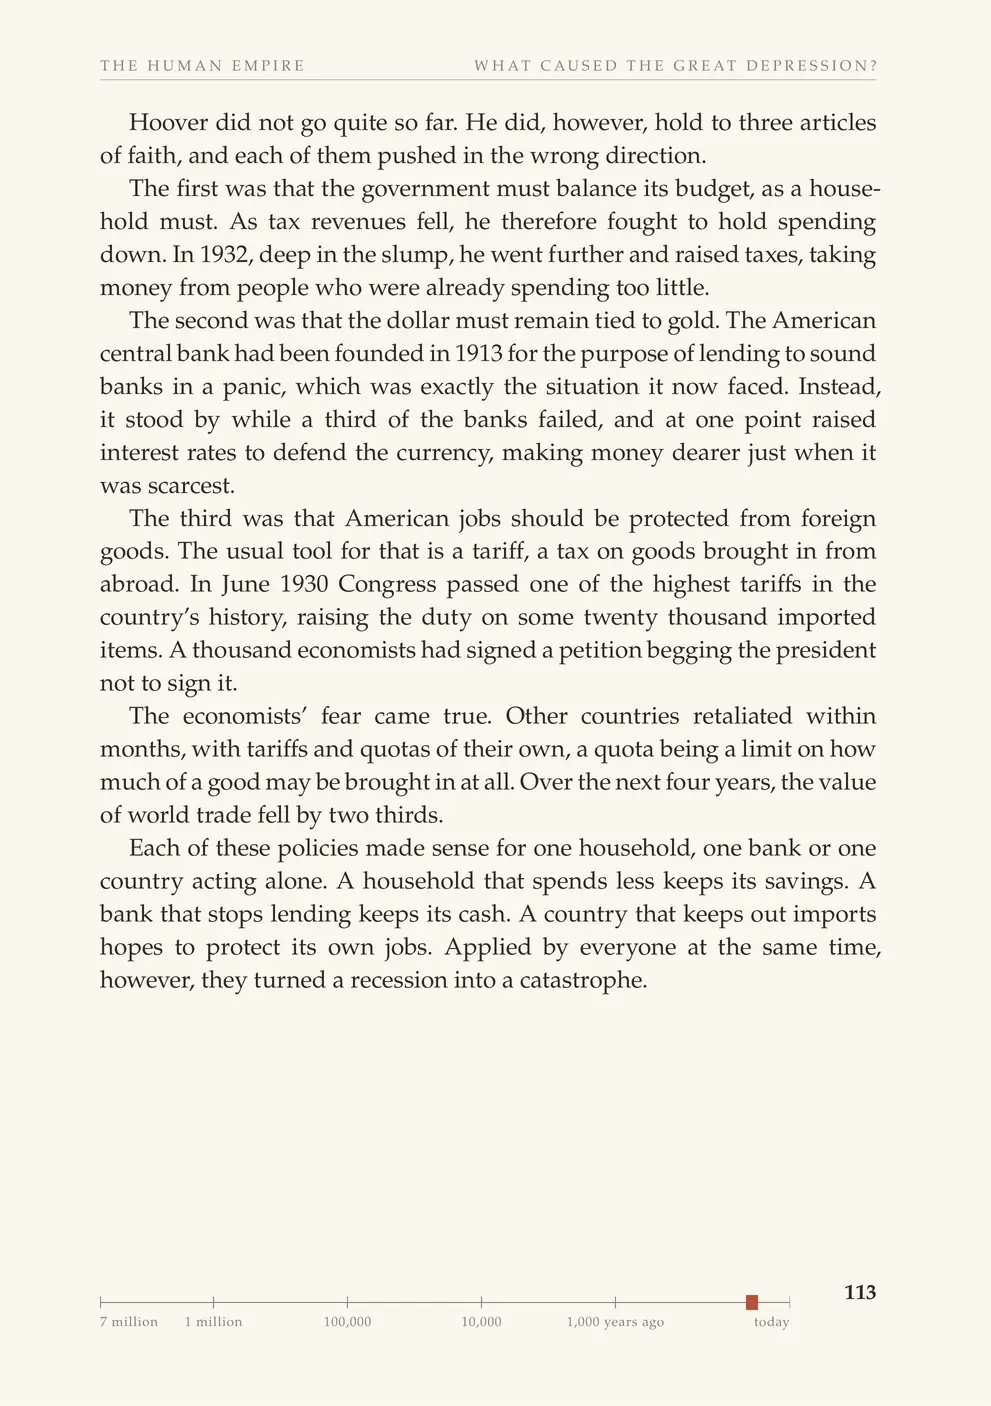 THE HUMAN EMPIRE
WHAT CAUSED THE GREAT DEPRESSION?
Hoover did not go quite so far. He did, however, hold to three articles
of faith, and each of them pushed in the wrong direction.
The first was that the government must balance its budget, as a house-
hold must. As tax revenues fell, he therefore fought to hold spending
down. In 1932, deep in the slump, he went further and raised taxes, taking
money from people who were already spending too little.
The second was that the dollar must remain tied to gold. The American
central bank had been founded in 1913 for the purpose of lending to sound
banks in a panic, which was exactly the situation it now faced. Instead,
it stood by while a third of the banks failed, and at one point raised
interest rates to defend the currency, making money dearer just when it
was scarcest.
The third was that American jobs should be protected from foreign
goods. The usual tool for that is a tariff, a tax on goods brought in from
abroad. In June 1930 Congress passed one of the highest tariffs in the
country’s history, raising the duty on some twenty thousand imported
items. A thousand economists had signed a petition begging the president
not to sign it.
The economists’ fear came true. Other countries retaliated within
months, with tariffs and quotas of their own, a quota being a limit on how
much of a good may be brought in at all. Over the next four years, the value
of world trade fell by two thirds.
Each of these policies made sense for one household, one bank or one
country acting alone. A household that spends less keeps its savings. A
bank that stops lending keeps its cash. A country that keeps out imports
hopes to protect its own jobs. Applied by everyone at the same time,
however, they turned a recession into a catastrophe.
113
7 million
1 million
100,000
10,000
1,000 years ago
today